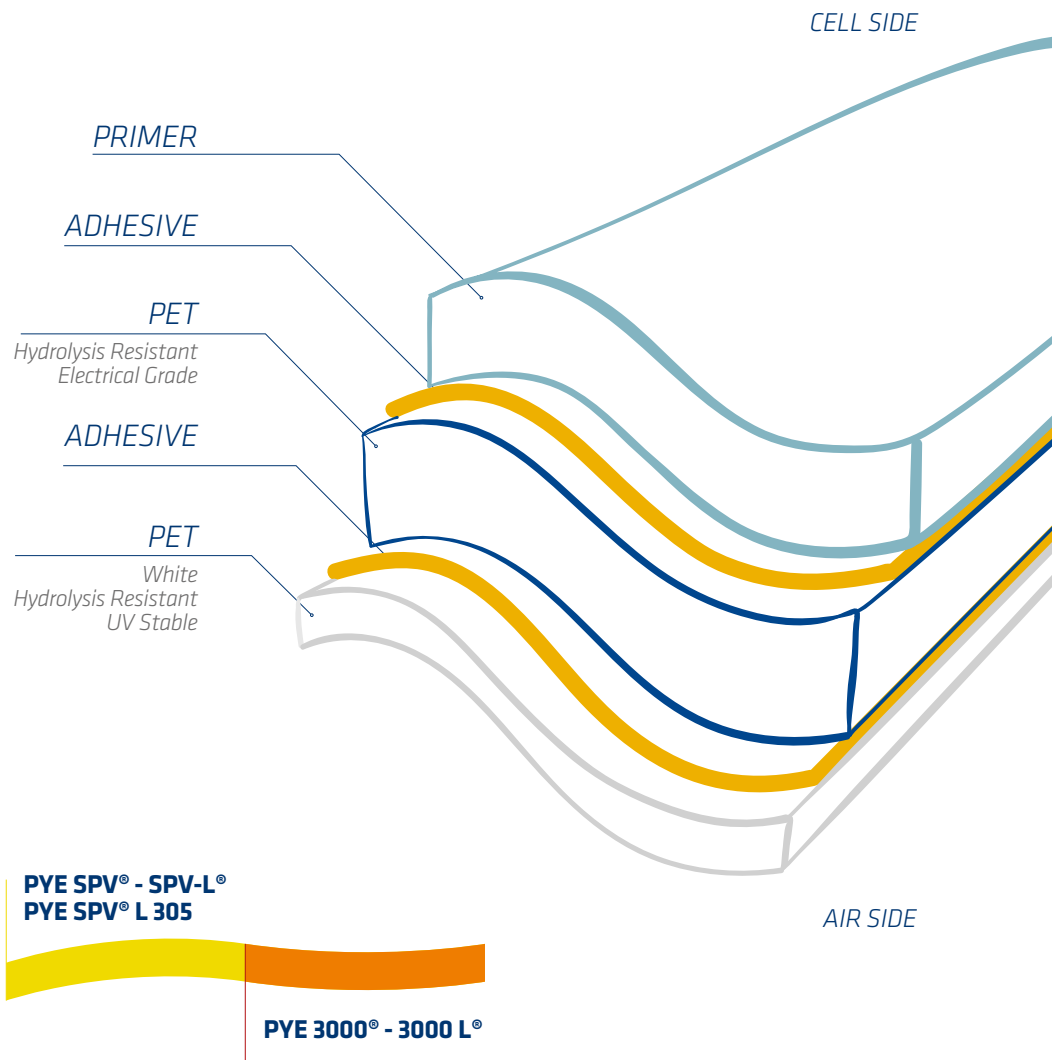 CELL SIDE
PRIMER
ADHESIVE
PET
Hydrolysis Resistant
Electrical Grade
ADHESIVE
PET
White
Hydrolysis Resistant
UV Stable
PYE SPV® - SPV-L®
PYE SPV® L 305
AIR SIDE
PYE 3000® - 3000 L®